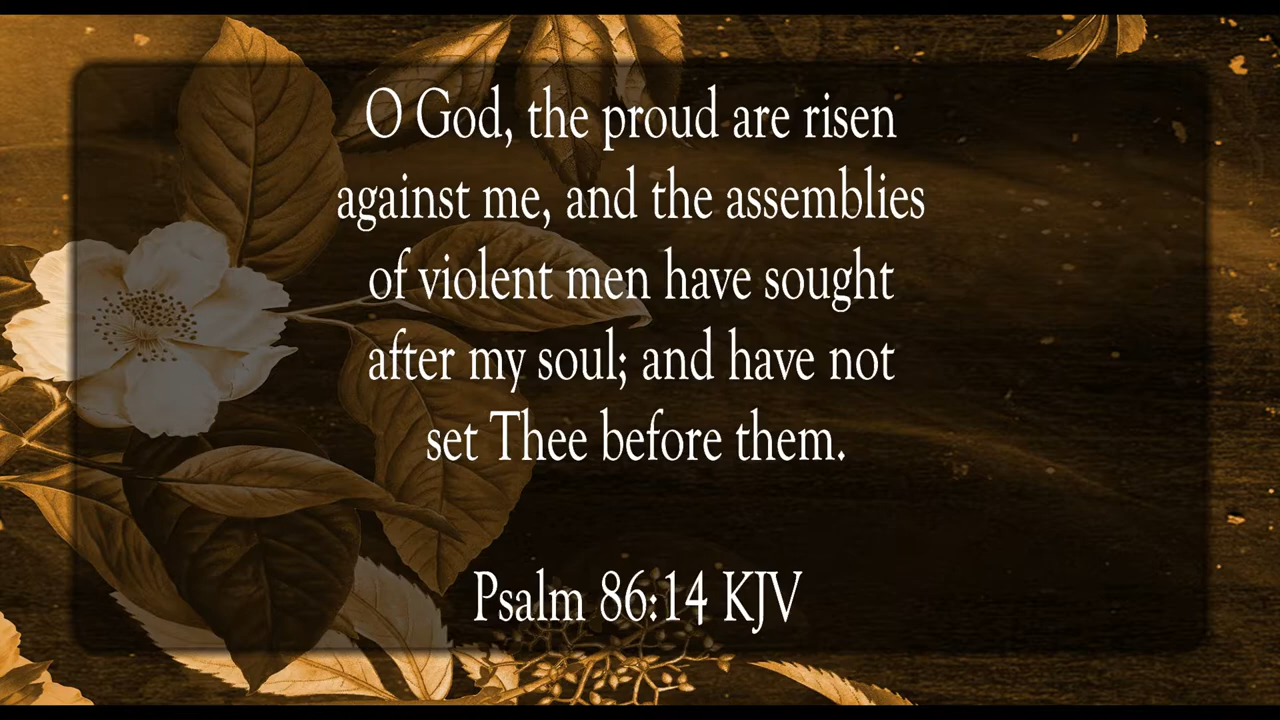 O God, the proud are risen
against me, and the assemblies
of violent men have sought
after my soul; and have not
set Thee before them.
Psalm 86:14 KJV